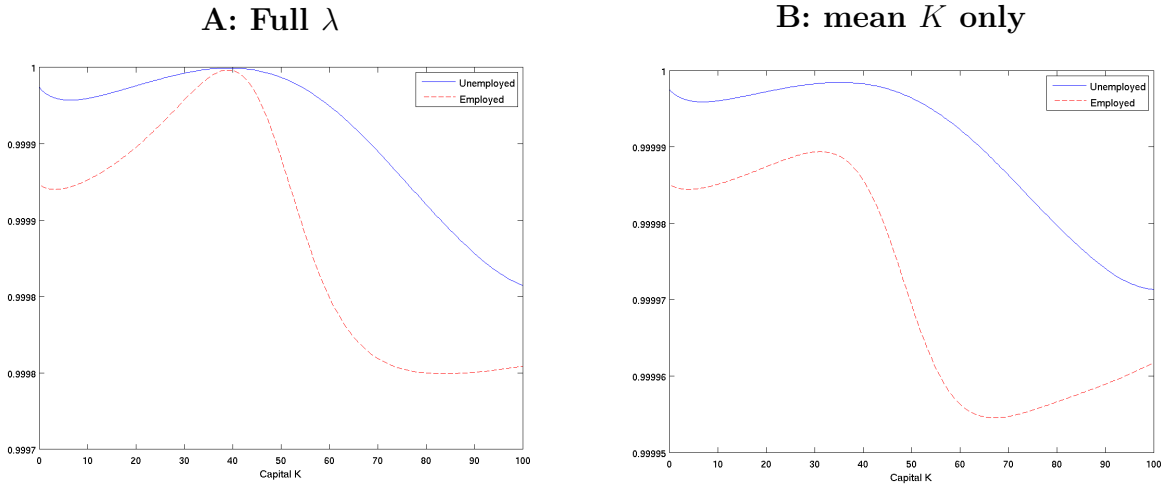 A: Full λ
1
0.9999
0.9999
0.9998
0.9998
0.9997
0 10 20 30 40 50 60 70 80 90 100
Capital K
Unemployed
Employed
B: mean K only
1
0.99999
0.99998
0.99997
0.99996
0.99995
0 10 20 30 40 50 60 70 80 90 100
Capital K
Unemployed
Employed